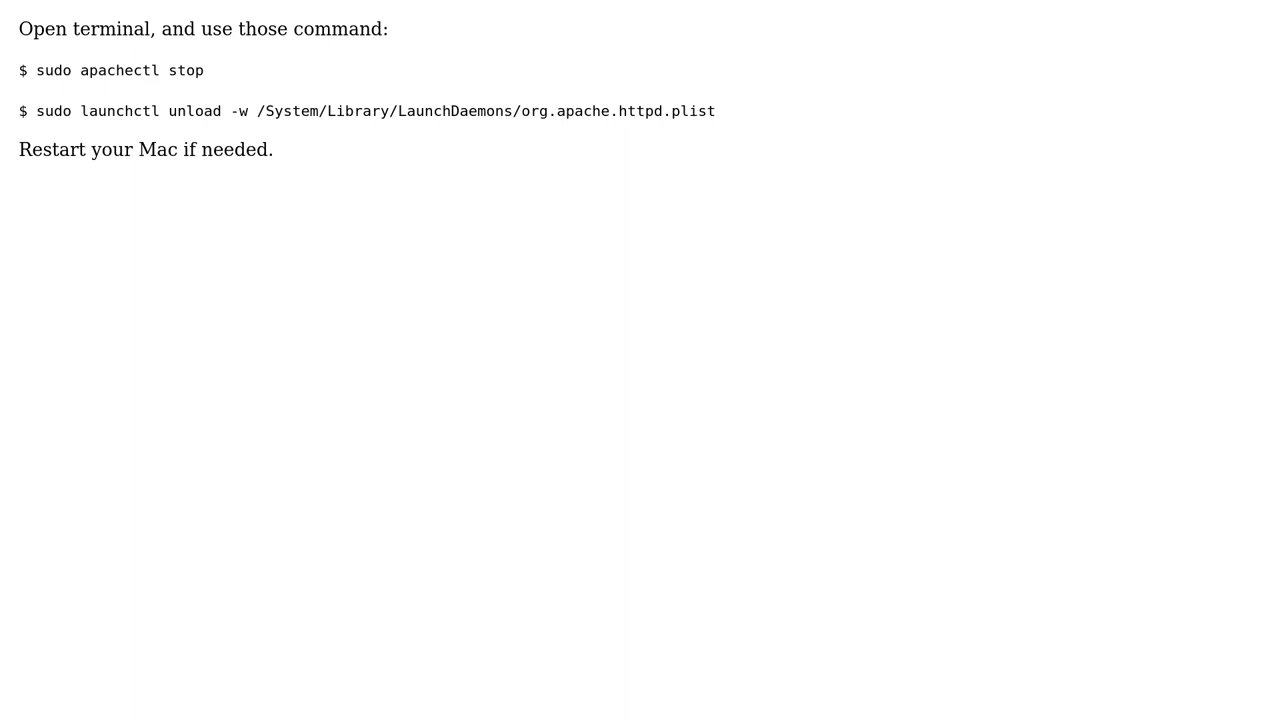 Open terminal, and use those command:
$ sudo apachectl stop
$ sudo launchctl unload -w /System/Library/LaunchDaemons/org.apache.httpd.plist
Restart your Mac if needed.